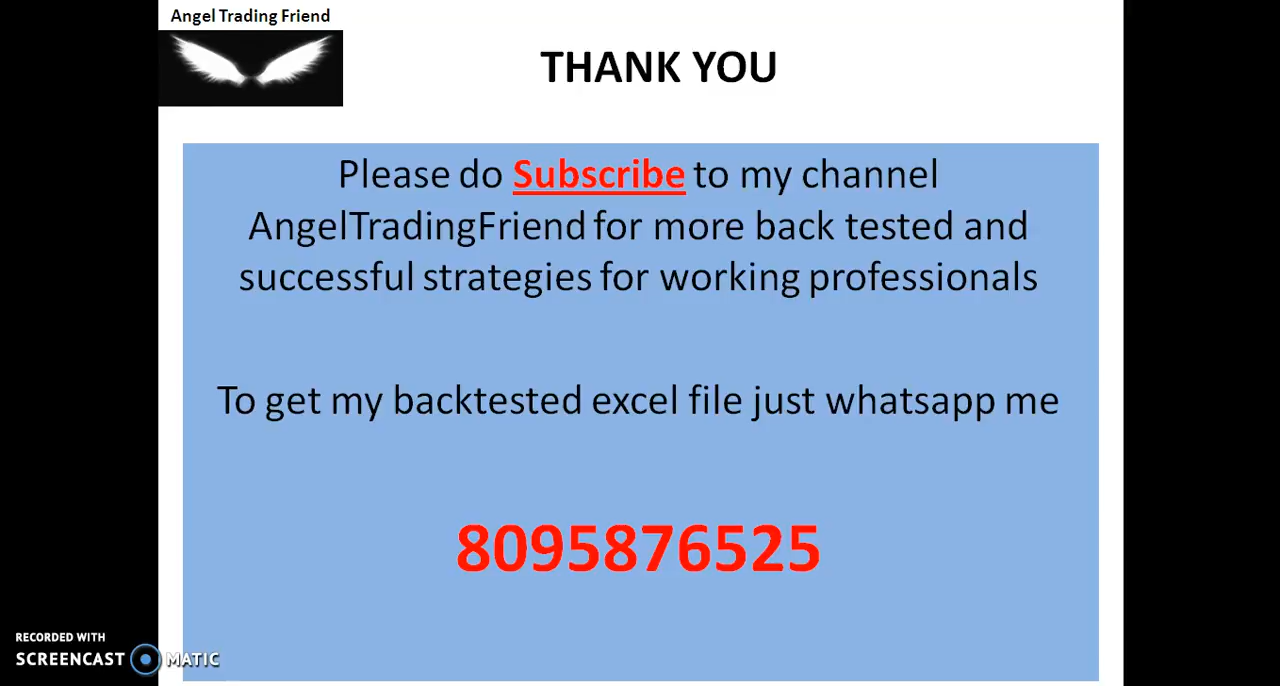 Angel Trading Friend
THANK YOU
Please do Subscribe to my channel
AngelTradingFriend for more back tested and
successful strategies for working professionals
To get my backtested excel file just whatsapp me
8095876525
RECORDED WITH
SCREENCAST MATIC